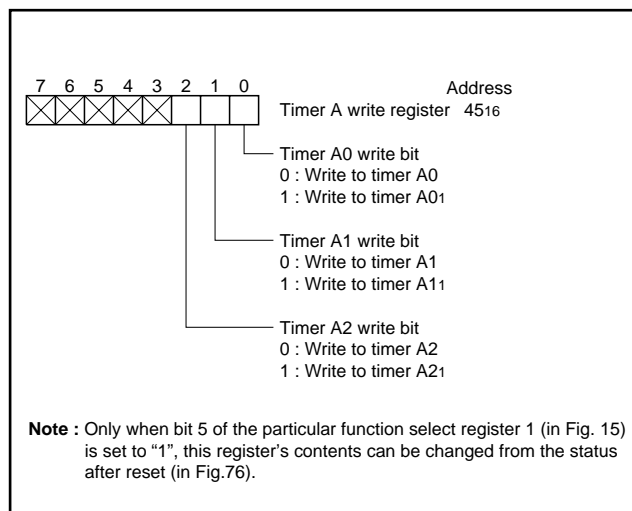 7 6 5 4 3 2 1 0
Address
Timer A write register 4516
Timer A0 write bit
0 : Write to timer A0
1 : Write to timer A01
Timer A1 write bit
0 : Write to timer A1
1 : Write to timer A11
Timer A2 write bit
0 : Write to timer A2
1 : Write to timer A21
Note : Only when bit 5 of the particular function select register 1 (in Fig. 15)
is set to “1”, this register’s contents can be changed from the status
after reset (in Fig.76).